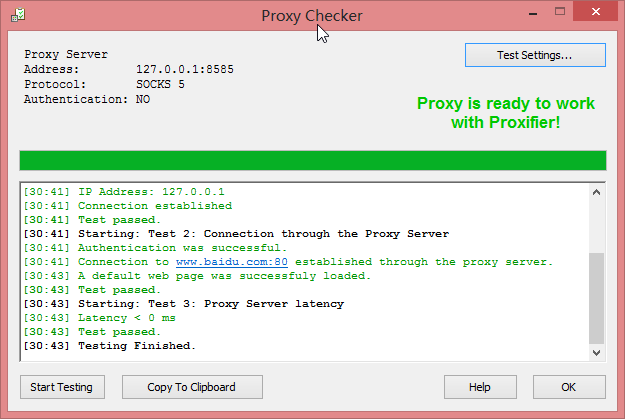 Proxy Checker
Proxy Server
Address: 127.0.0.1:8585
Protocol: SOCKS 5
Authentication: NO
Test Settings...
Proxy is ready to work
with Proxifier!
[30:41] IP Address: 127.0.0.1
[30:41] Connection established
[30:41] Test passed.
[30:41] Starting: Test 2: Connection through the Proxy Server
[30:41] Authentication was successful.
[30:41] Connection to www.baidu.com:80 established through the proxy server.
[30:43] A default web page was successfuly loaded.
[30:43] Test passed.
[30:43] Starting: Test 3: Proxy Server latency
[30:43] Latency < 0 ms
[30:43] Test passed.
[30:43] Testing Finished.
Start Testing
Copy To Clipboard
Help
OK